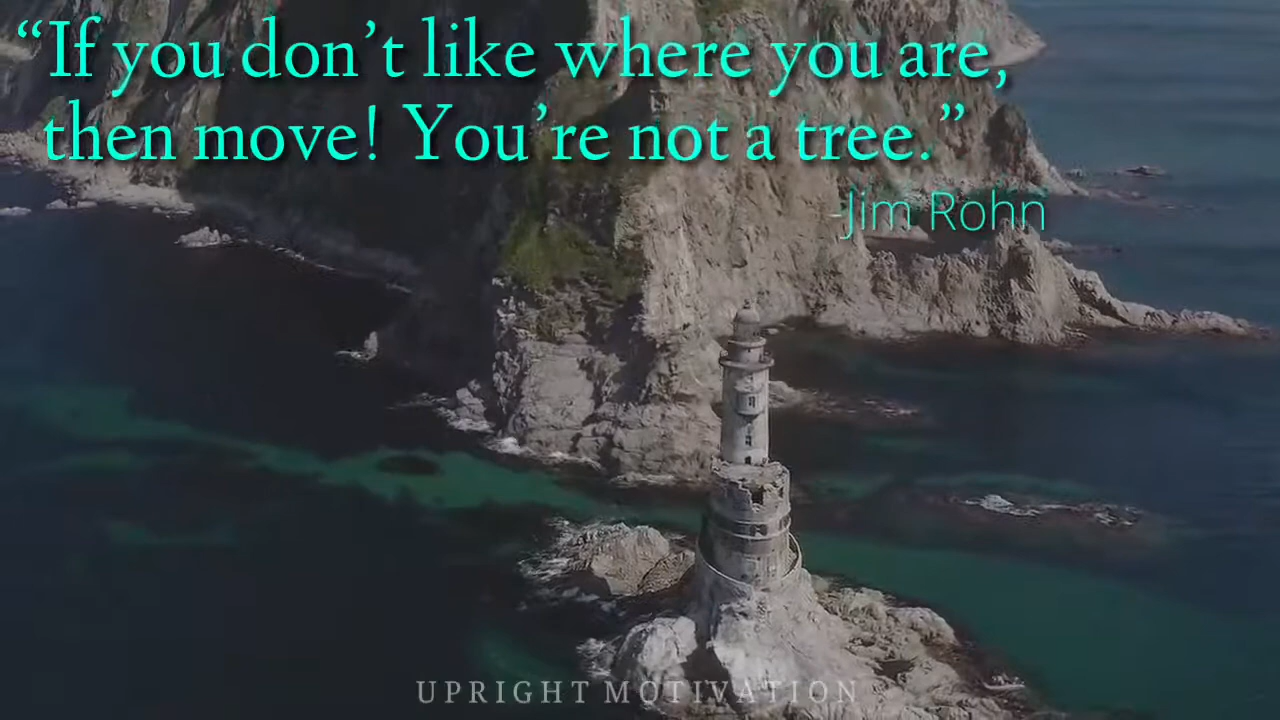 “If you don’t like where you are,
then move! You’re not a tree.”
-Jim Rohn
UPRIGHT MOTIVATION